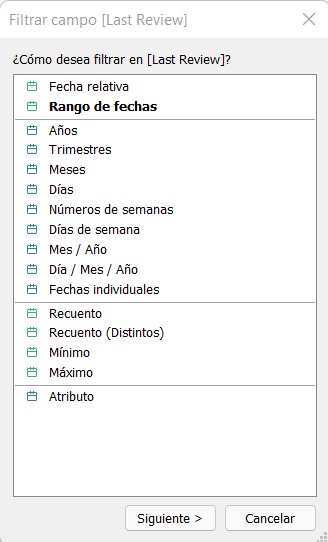 Filtrar campo [Last Review]
¿Cómo desea filtrar en [Last Review]?
Fecha relativa
Rango de fechas
Años
Trimestres
Meses
Días
Números de semanas
Días de semana
Mes / Año
Día / Mes / Año
Fechas individuales
Recuento
Recuento (Distintos)
Mínimo
Máximo
Atributo
Siguiente >
Cancelar